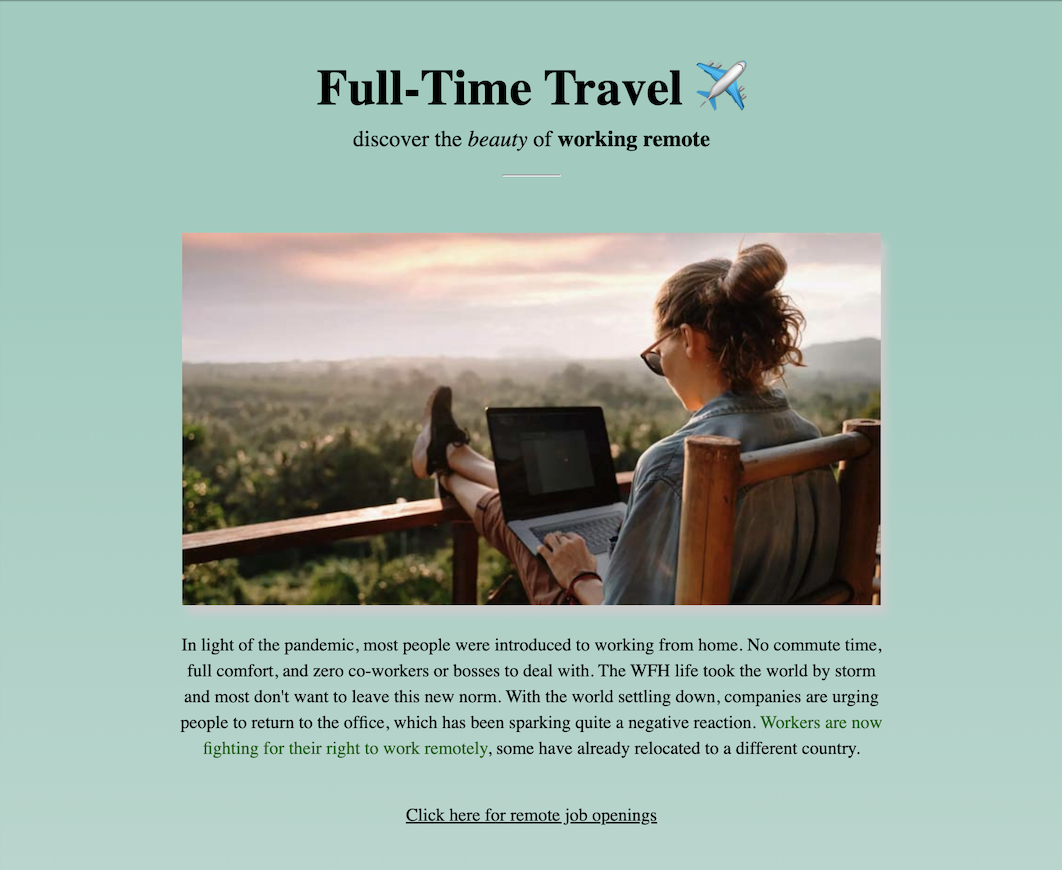 Full-Time Travel ✈️
discover the beauty of working remote
In light of the pandemic, most people were introduced to working from home. No commute time,
full comfort, and zero co-workers or bosses to deal with. The WFH life took the world by storm
and most don't want to leave this new norm. With the world settling down, companies are urging
people to return to the office, which has been sparking quite a negative reaction. Workers are now
fighting for their right to work remotely, some have already relocated to a different country.
Click here for remote job openings